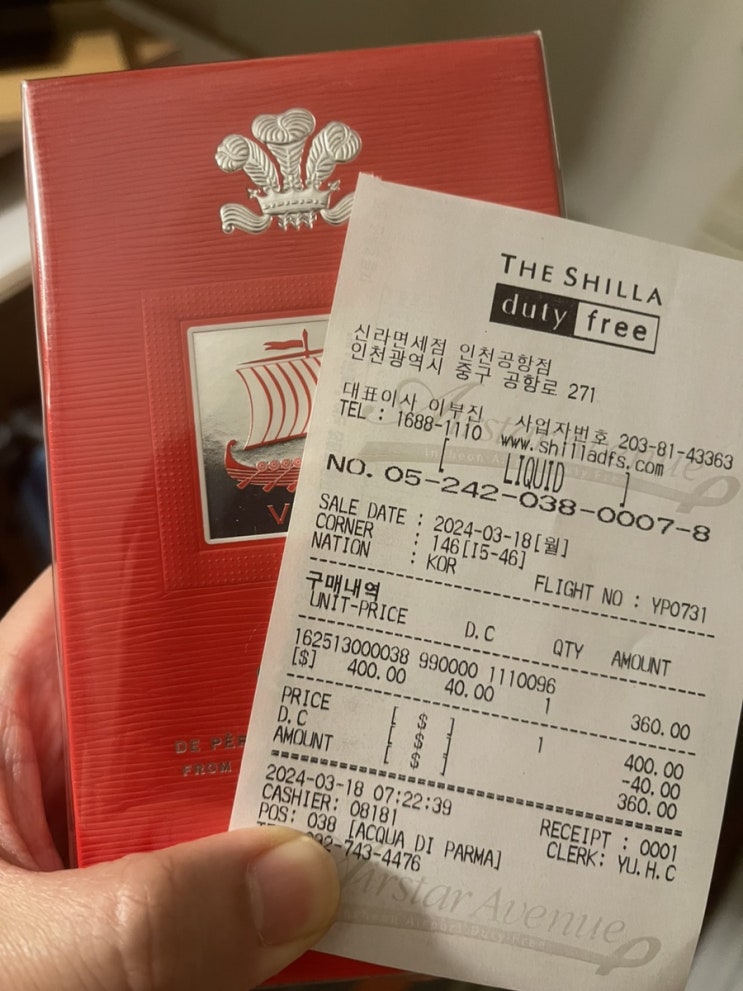 THE SHILLA
duty free
신라면세점 인천공항점
인천광역시 중구 공항로 271
대표이사 이부진 사업자번호 203-81-43363
TEL : 1688-1110 www.shilladfs.com
[ LIQUID ]
NO. 05-242-038-0007-8
SALE DATE : 2024-03-18[월]
CORNER : 146[I5-46]
NATION : KOR FLIGHT NO : YP0731
구매내역
UNIT-PRICE D.C QTY AMOUNT
162513000038 990000 1110096
[$] 400.00 40.00 1 360.00
PRICE [ $ ] 1 400.00
D.C [ $ ] -40.00
AMOUNT [ $ ] 360.00
2024-03-18 07:22:39 RECEIPT : 0001
CASHIER: 08181 CLERK: YU.H.C
POS: 038 [ACQUA DI PARMA]
743-4476
Airstar Avenue
DE
FROM